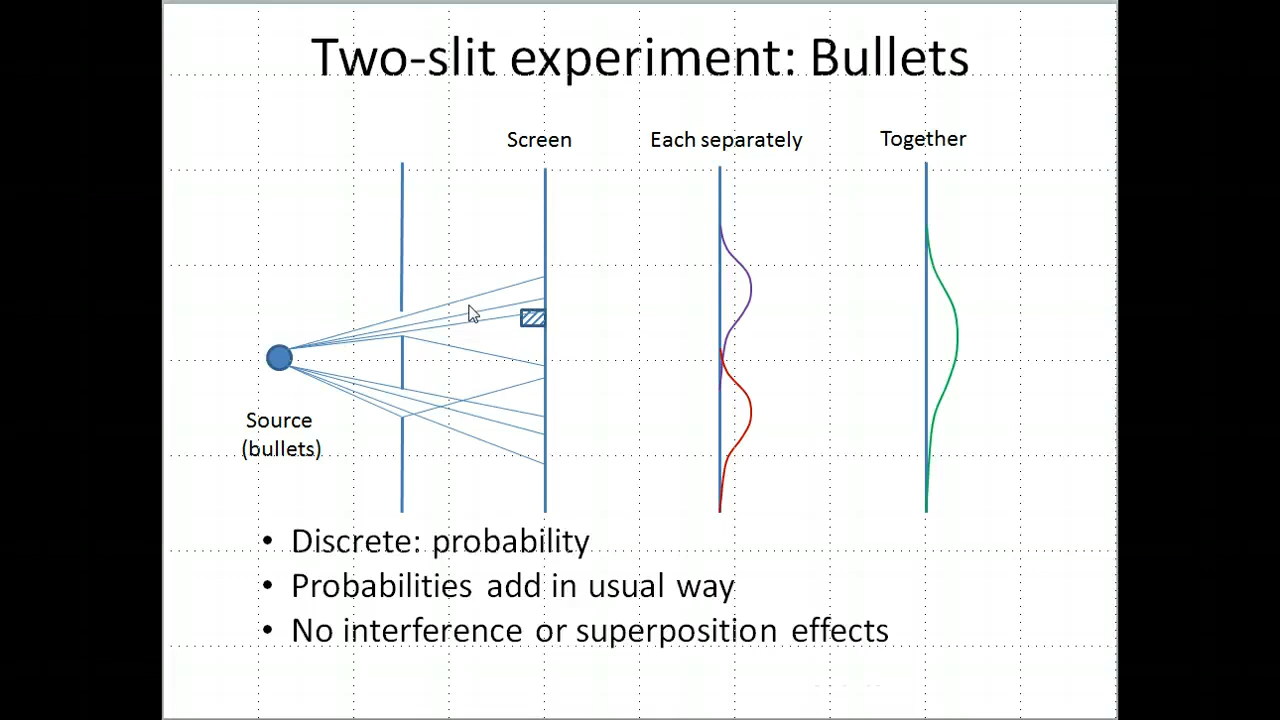 Two-slit experiment: Bullets
Screen
Each separately
Together
Source
(bullets)
• Discrete: probability
• Probabilities add in usual way
• No interference or superposition effects